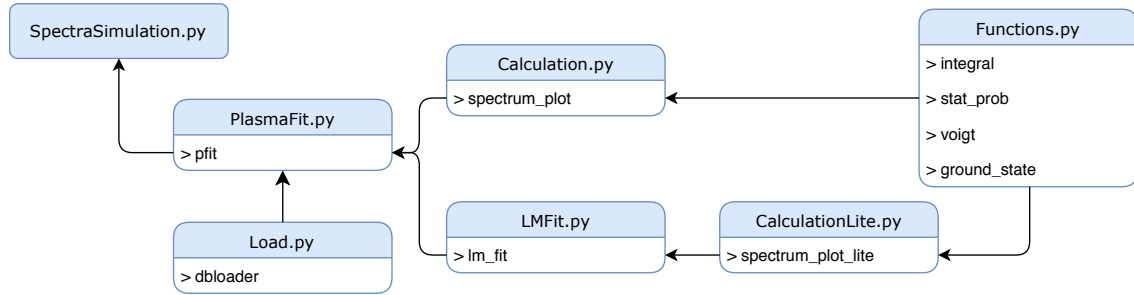 SpectraSimulation.py
PlasmaFit.py
> pfit
Load.py
> dbloader
Calculation.py
> spectrum_plot
LMFit.py
> lm_fit
CalculationLite.py
> spectrum_plot_lite
Functions.py
> integral
> stat_prob
> voigt
> ground_state